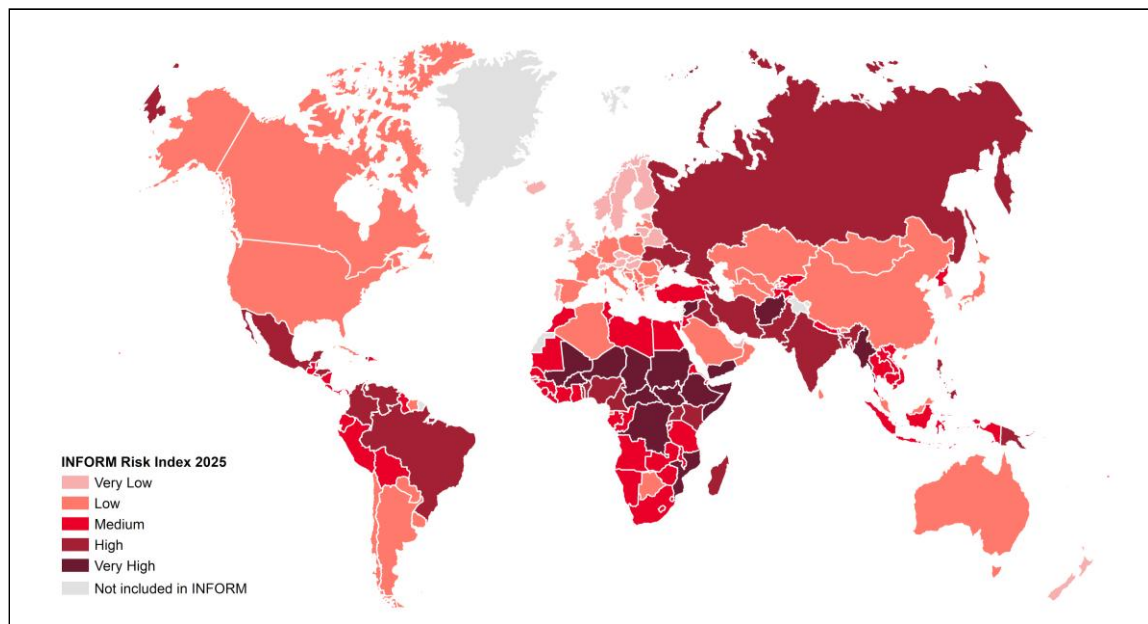 INFORM Risk Index 2025
Very Low
Low
Medium
High
Very High
Not included in INFORM